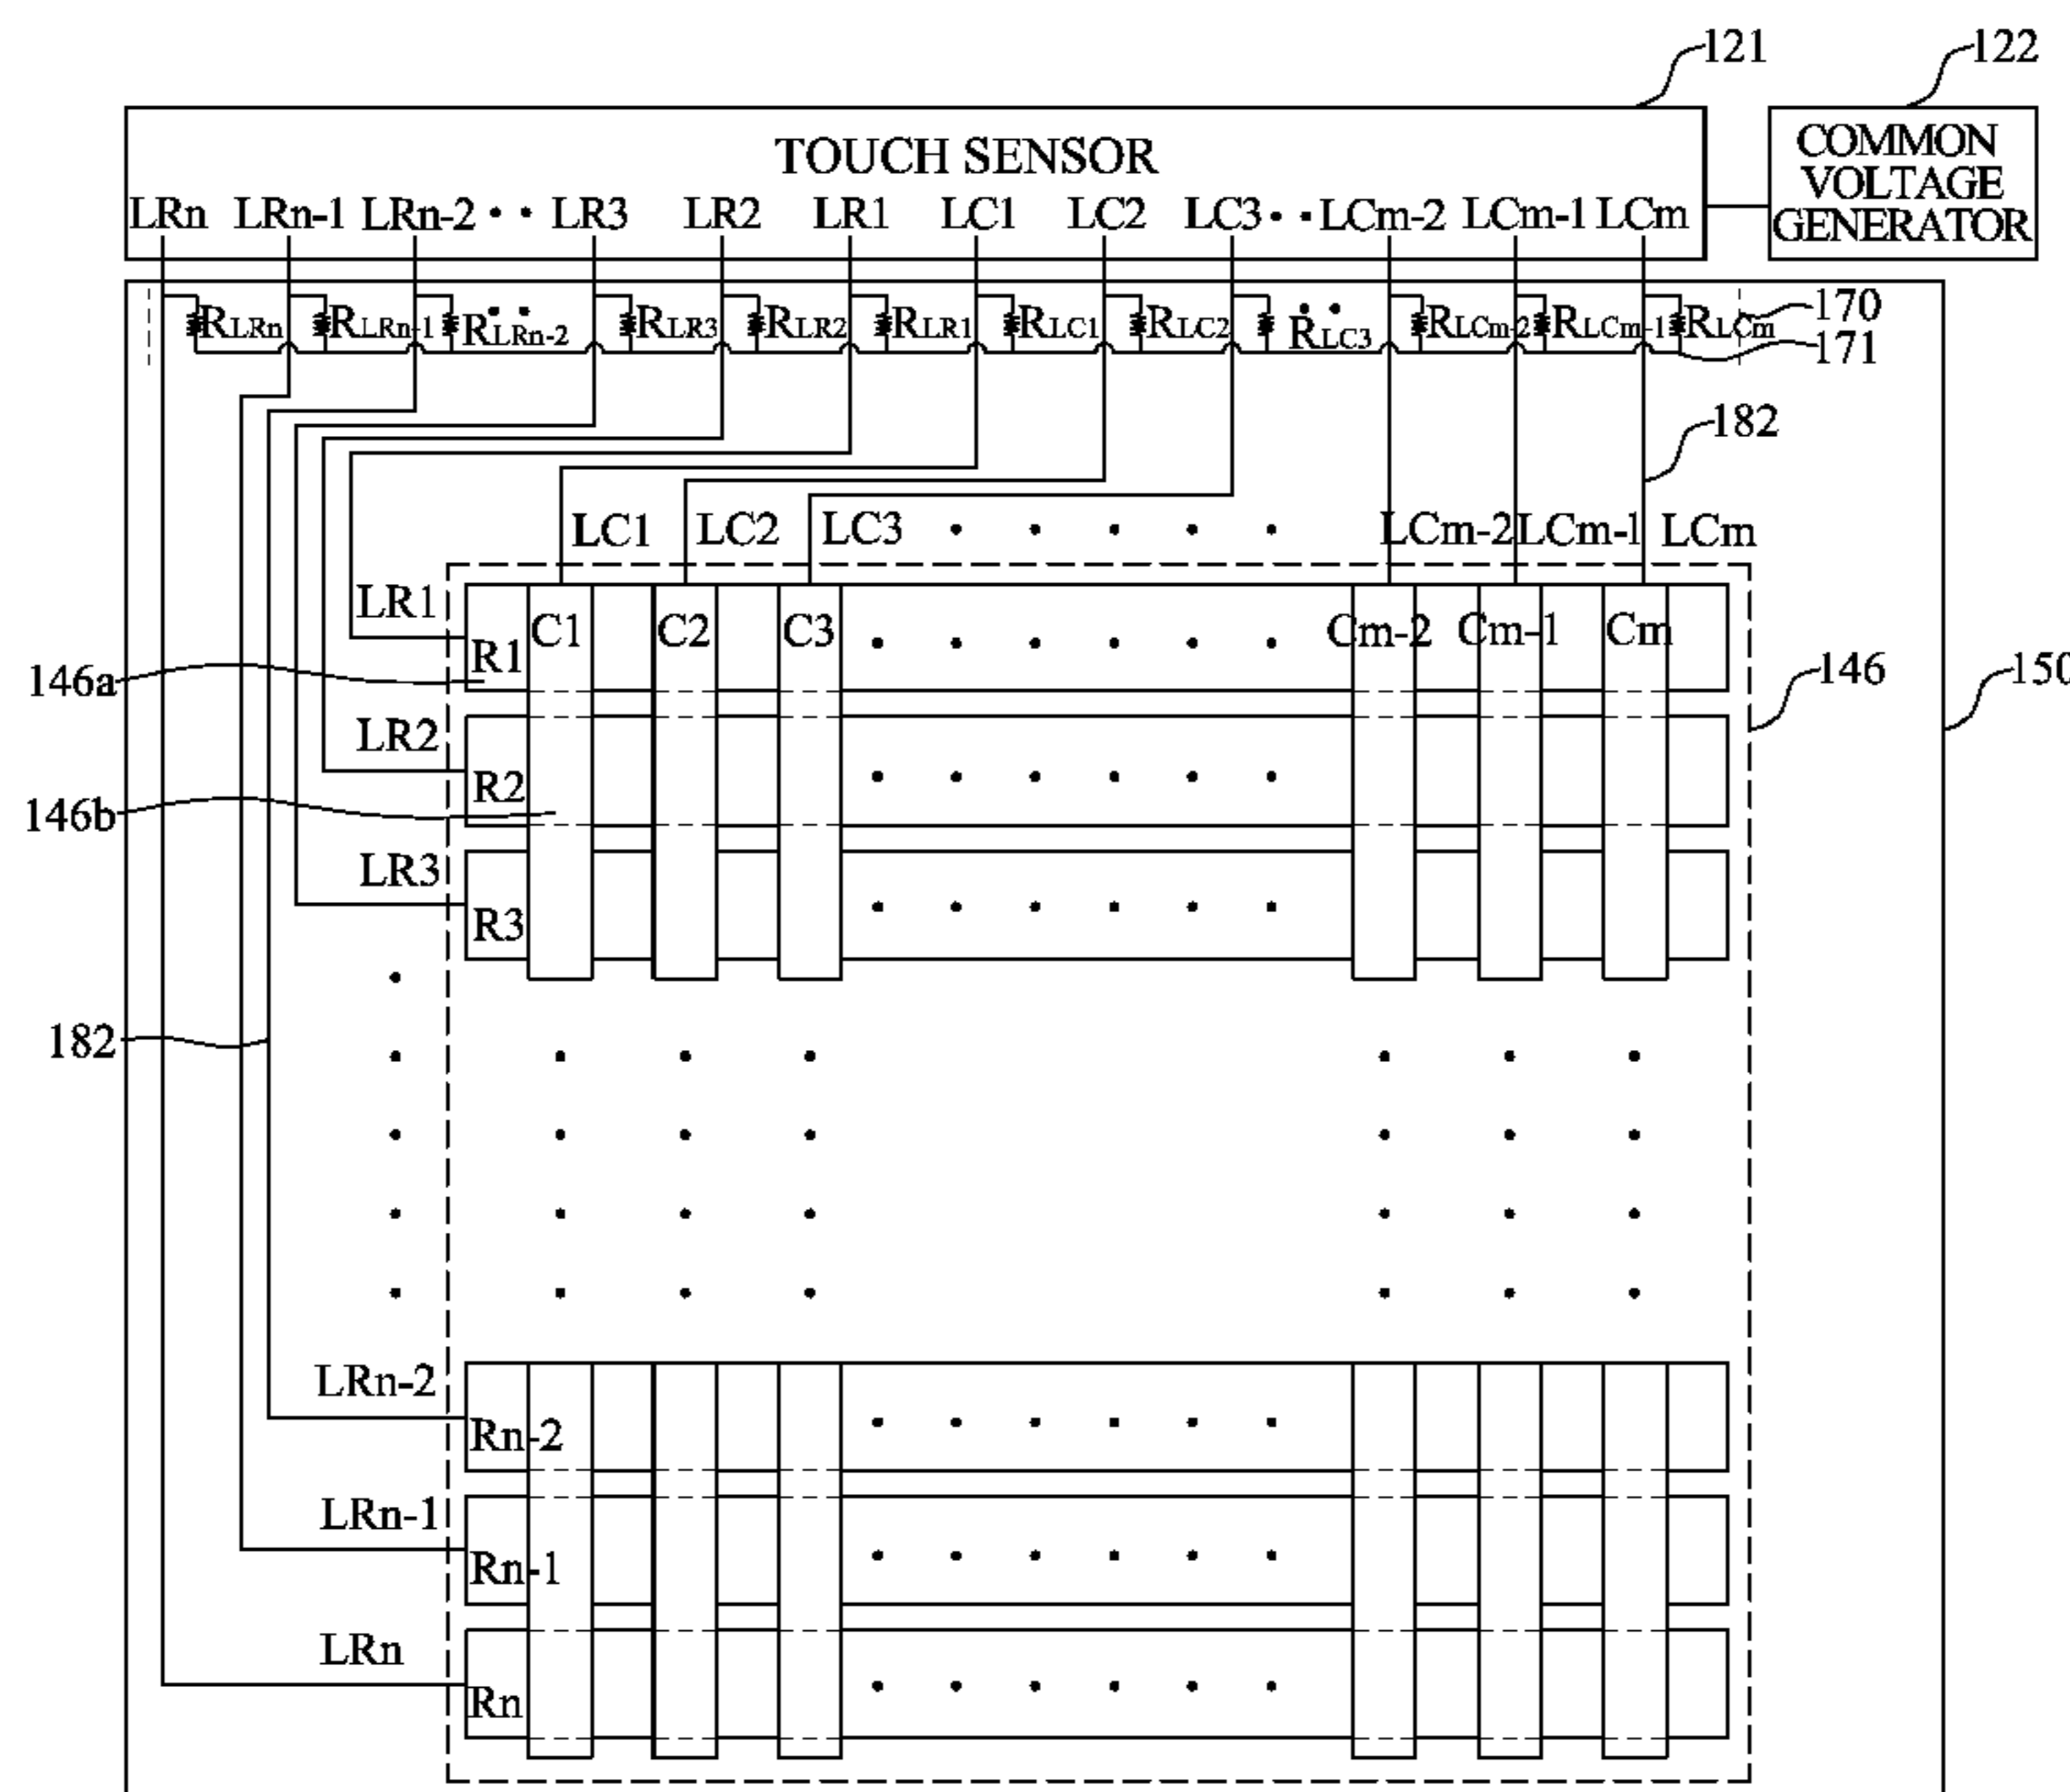 121
122
TOUCH SENSOR
COMMON
VOLTAGE
GENERATOR
LRn LRn-1 LRn-2 • • LR3 LR2 LR1 LC1 LC2 LC3 • • LCm-2 LCm-1 LCm
RLRn RLRn-1 RLRn-2 RLR3 RLR2 RLR1 RLC1 RLC2 RLC3 RLCm-2 RLCm-1 RLCm
170
171
182
LC1 LC2 LC3 • • • • • LCm-2 LCm-1 LCm
LR1
R1 C1 C2 C3 • • • • • • Cm-2 Cm-1 Cm
146a
146
150
LR2
R2
146b
LR3
R3
182
LRn-2
Rn-2
LRn-1
Rn-1
LRn
Rn